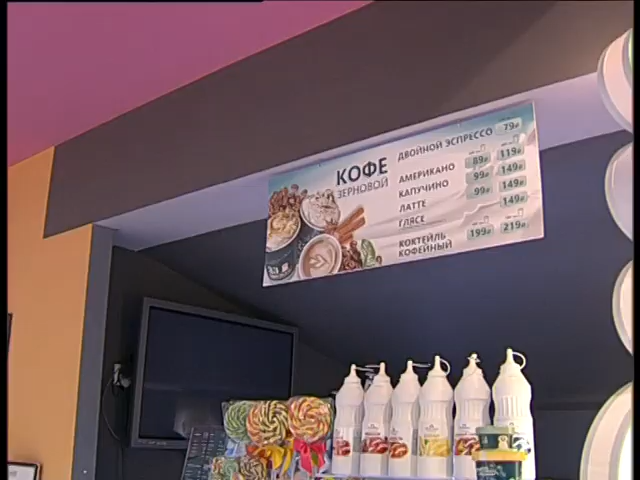 КОФЕ
ЗЕРНОВОЙ
ДВОЙНОЙ ЭСПРЕССО 79₽
АМЕРИКАНО 89₽ 119₽
КАПУЧИНО 99₽ 149₽
ЛАТТЕ 99₽ 149₽
ГЛЯСЕ 149₽
КОКТЕЙЛЬ
КОФЕЙНЫЙ 199₽ 219₽